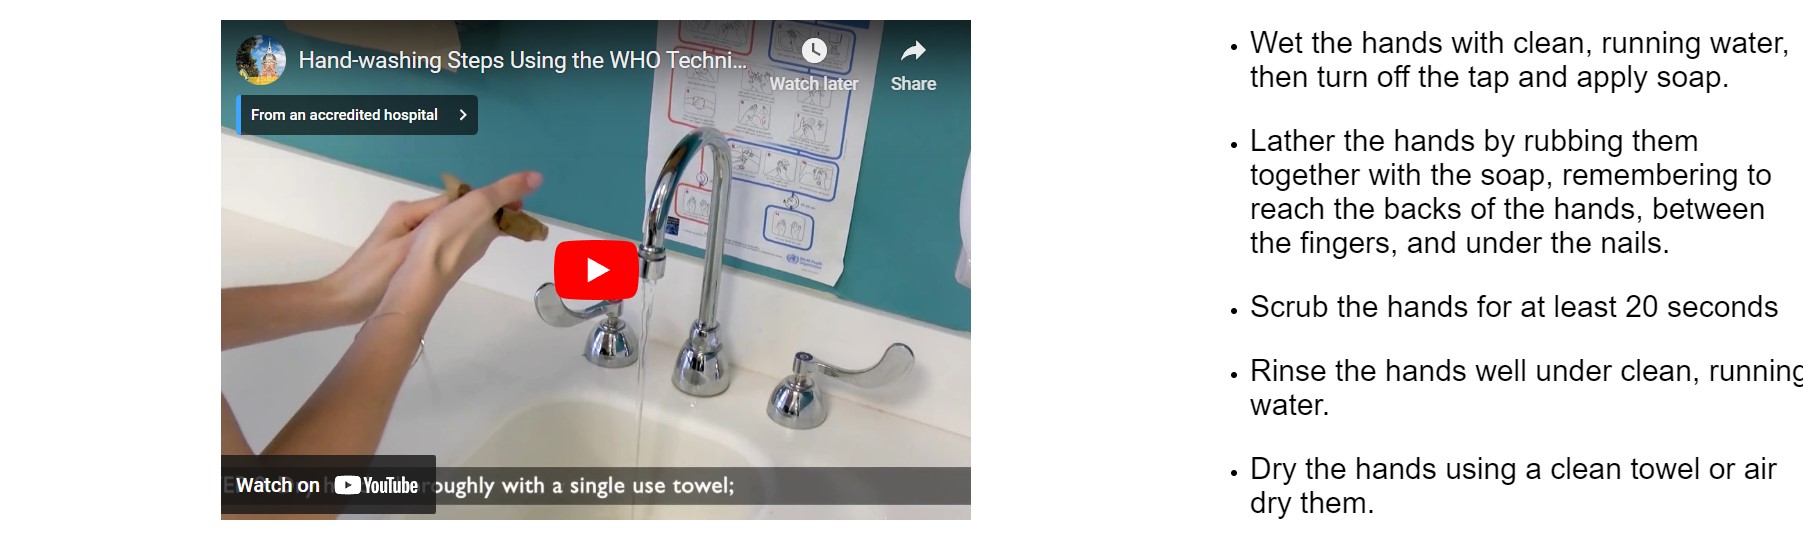 Hand-washing Steps Using the WHO Techni...
Watch later
Share
From an accredited hospital
Watch on YouTube
roughly with a single use towel;
• Wet the hands with clean, running water,
then turn off the tap and apply soap.
• Lather the hands by rubbing them
together with the soap, remembering to
reach the backs of the hands, between
the fingers, and under the nails.
• Scrub the hands for at least 20 seconds
• Rinse the hands well under clean, running
water.
• Dry the hands using a clean towel or air
dry them.